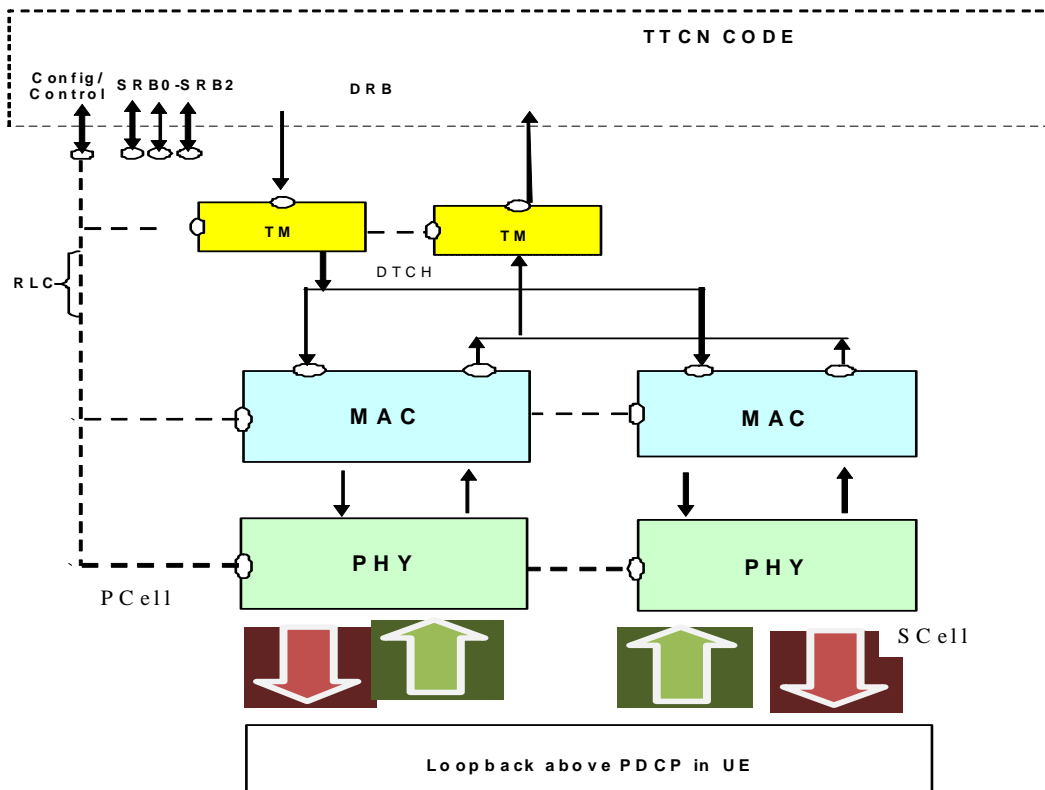 TTCN CODE
Config/
Control
SRB0-SRB2
DRB
TM
TM
DTCH
RLC
MAC
MAC
PHY
PHY
PCell
SCell
Loopback above PDCP in UE